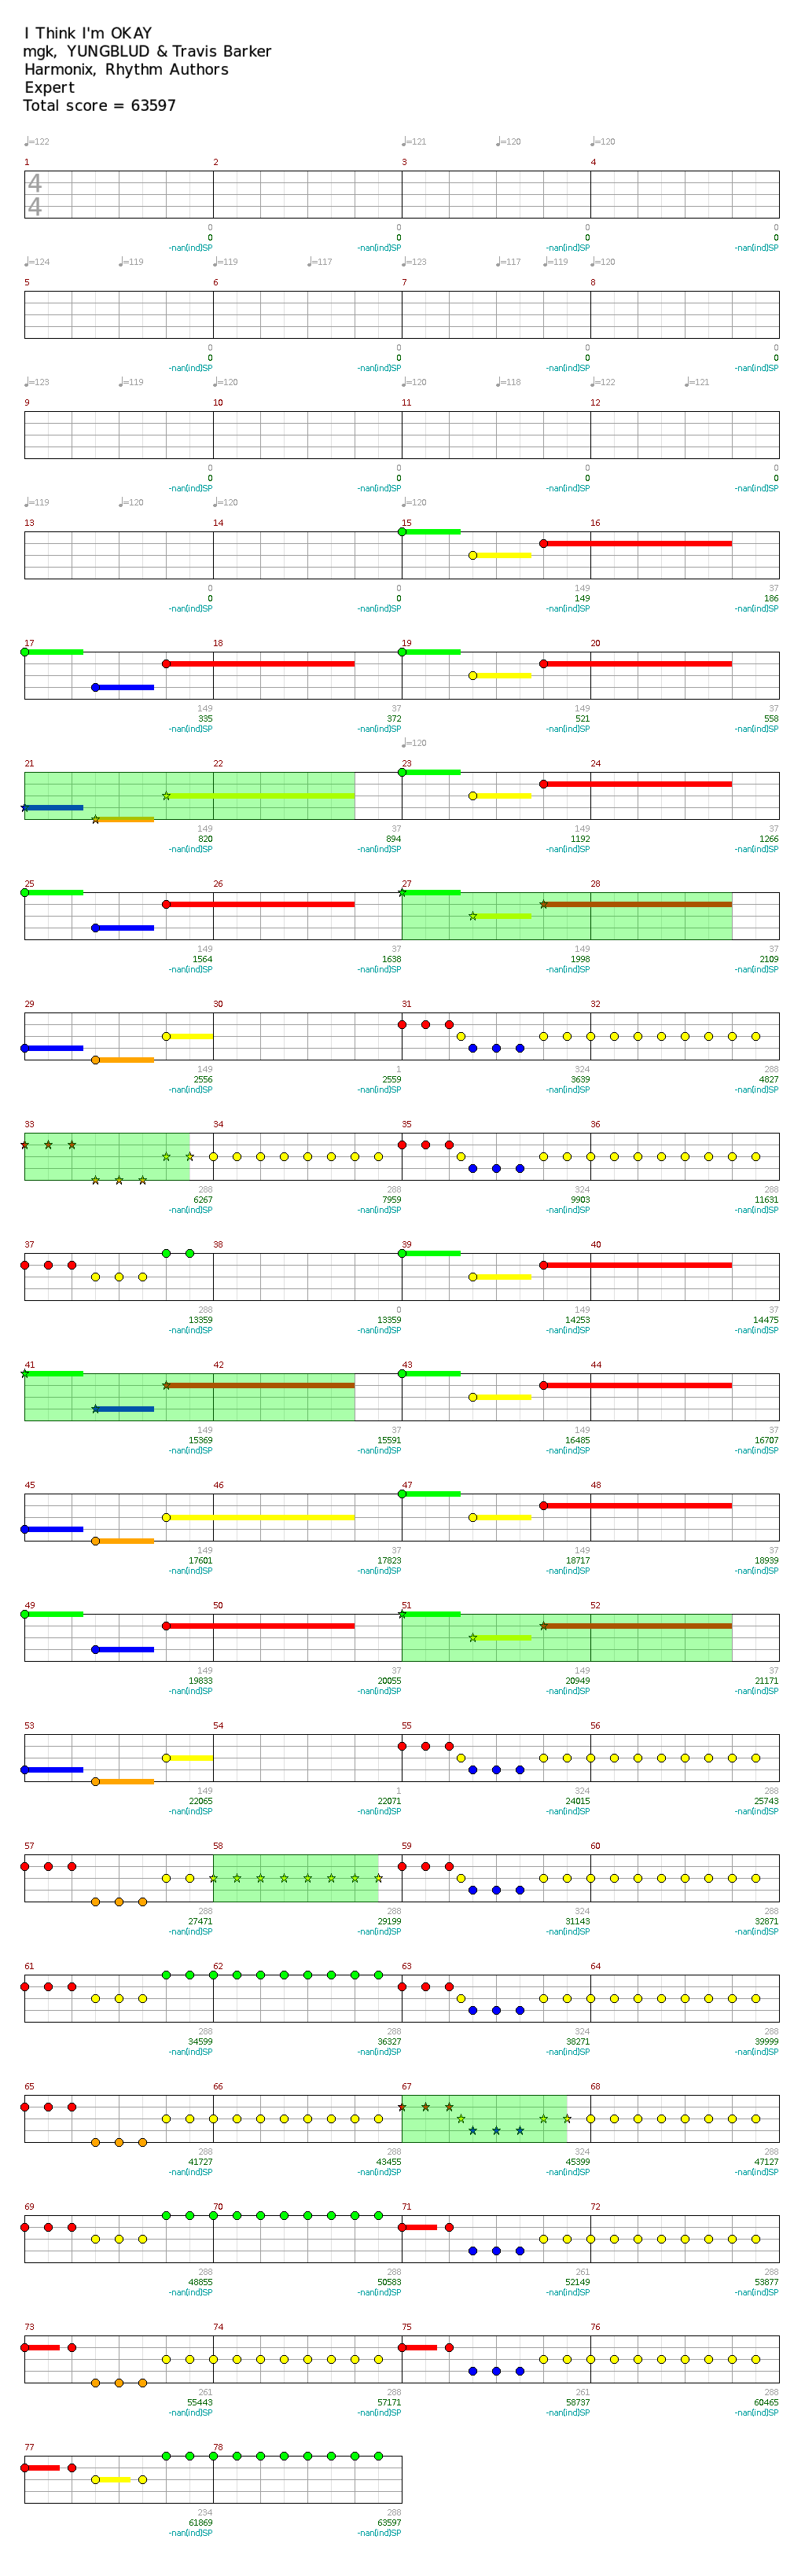 I Think I'm OKAY
mgk, YUNGBLUD & Travis Barker
Harmonix, Rhythm Authors
Expert
Total score = 63597
♩=122 ♩=121 ♩=120 ♩=120
1 2 3 4
4
4
0 0 0 0
0 0 0 0
-nan(ind)SP -nan(ind)SP -nan(ind)SP -nan(ind)SP
♩=124 ♩=119 ♩=119 ♩=117 ♩=123 ♩=117 ♩=119 ♩=120
5 6 7 8
0 0 0 0
0 0 0 0
-nan(ind)SP -nan(ind)SP -nan(ind)SP -nan(ind)SP
♩=123 ♩=119 ♩=120 ♩=120 ♩=118 ♩=122 ♩=121
9 10 11 12
0 0 0 0
0 0 0 0
-nan(ind)SP -nan(ind)SP -nan(ind)SP -nan(ind)SP
♩=119 ♩=120 ♩=120 ♩=120
13 14 15 16
0 0 149 37
0 0 149 186
-nan(ind)SP -nan(ind)SP -nan(ind)SP -nan(ind)SP
17 18 19 20
149 37 149 37
335 372 521 558
-nan(ind)SP -nan(ind)SP -nan(ind)SP -nan(ind)SP
♩=120
21 22 23 24
149 37 149 37
820 894 1192 1266
-nan(ind)SP -nan(ind)SP -nan(ind)SP -nan(ind)SP
25 26 27 28
149 37 149 37
1564 1638 1998 2109
-nan(ind)SP -nan(ind)SP -nan(ind)SP -nan(ind)SP
29 30 31 32
149 1 324 288
2556 2559 3639 4827
-nan(ind)SP -nan(ind)SP -nan(ind)SP -nan(ind)SP
33 34 35 36
288 288 324 288
6267 7959 9903 11631
-nan(ind)SP -nan(ind)SP -nan(ind)SP -nan(ind)SP
37 38 39 40
288 0 149 37
13359 13359 14253 14475
-nan(ind)SP -nan(ind)SP -nan(ind)SP -nan(ind)SP
41 42 43 44
149 37 149 37
15369 15591 16485 16707
-nan(ind)SP -nan(ind)SP -nan(ind)SP -nan(ind)SP
45 46 47 48
149 37 149 37
17601 17823 18717 18939
-nan(ind)SP -nan(ind)SP -nan(ind)SP -nan(ind)SP
49 50 51 52
149 37 149 37
19833 20055 20949 21171
-nan(ind)SP -nan(ind)SP -nan(ind)SP -nan(ind)SP
53 54 55 56
149 1 324 288
22065 22071 24015 25743
-nan(ind)SP -nan(ind)SP -nan(ind)SP -nan(ind)SP
57 58 59 60
288 288 324 288
27471 29199 31143 32871
-nan(ind)SP -nan(ind)SP -nan(ind)SP -nan(ind)SP
61 62 63 64
288 288 324 288
34599 36327 38271 39999
-nan(ind)SP -nan(ind)SP -nan(ind)SP -nan(ind)SP
65 66 67 68
288 288 324 288
41727 43455 45399 47127
-nan(ind)SP -nan(ind)SP -nan(ind)SP -nan(ind)SP
69 70 71 72
288 288 261 288
48855 50583 52149 53877
-nan(ind)SP -nan(ind)SP -nan(ind)SP -nan(ind)SP
73 74 75 76
261 288 261 288
55443 57171 58737 60465
-nan(ind)SP -nan(ind)SP -nan(ind)SP -nan(ind)SP
77 78
234 288
61869 63597
-nan(ind)SP -nan(ind)SP